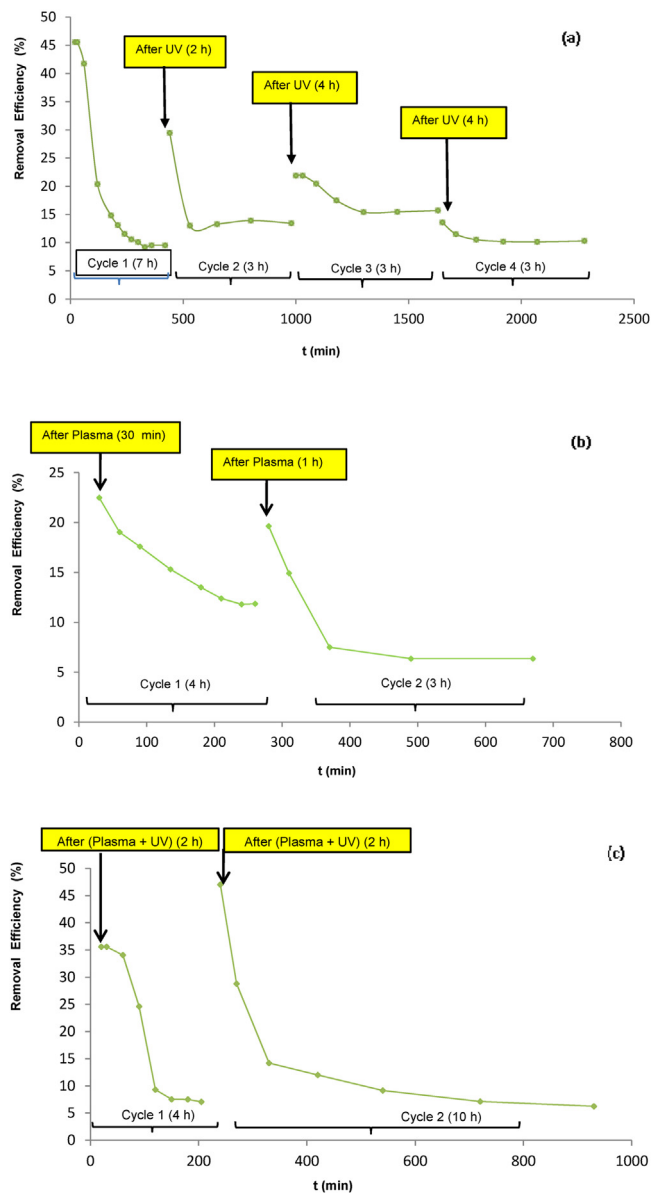 (a)
After UV (2 h)
After UV (4 h)
After UV (4 h)
Removal Efficiency (%)
50
45
40
35
30
25
20
15
10
5
0
Cycle 1 (7 h)
Cycle 2 (3 h)
Cycle 3 (3 h)
Cycle 4 (3 h)
0 500 1000 1500 2000 2500
t (min)
(b)
After Plasma (30 min)
After Plasma (1 h)
Removal Efficiency (%)
25
20
15
10
5
0
Cycle 1 (4 h)
Cycle 2 (3 h)
0 100 200 300 400 500 600 700 800
t (min)
After (Plasma + UV) (2 h)
After (Plasma + UV) (2 h)
(c)
Removal Efficiency (%)
50
45
40
35
30
25
20
15
10
5
0
Cycle 1 (4 h)
Cycle 2 (10 h)
0 200 400 600 800 1000
t (min)